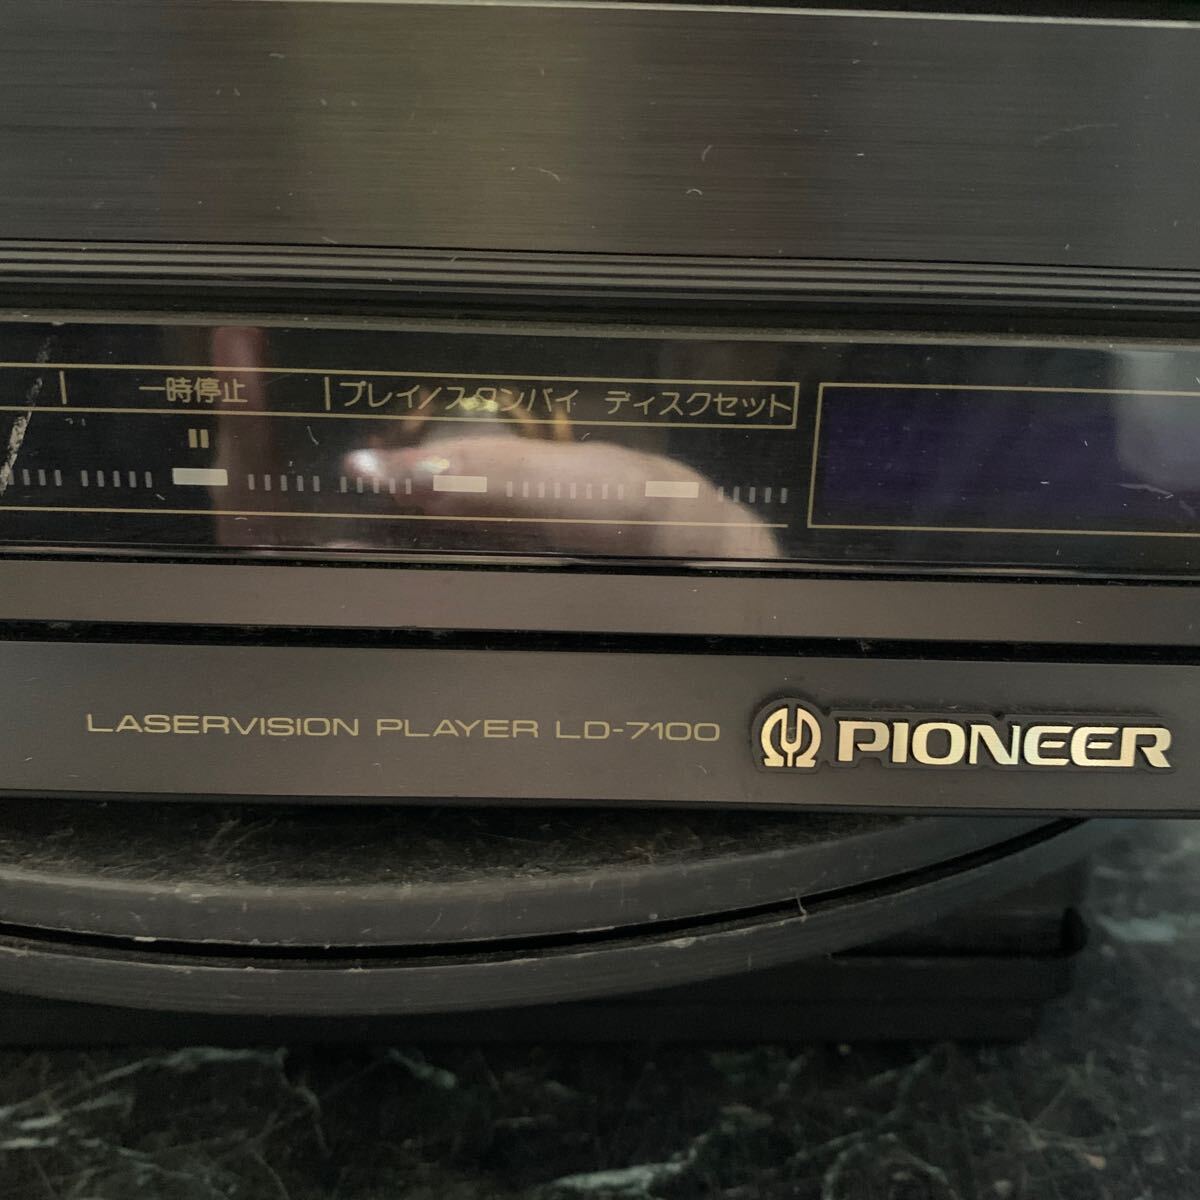 一時停止
プレイ/スタンバイ ディスクセット
LASERVISION PLAYER LD-7100
PIONEER